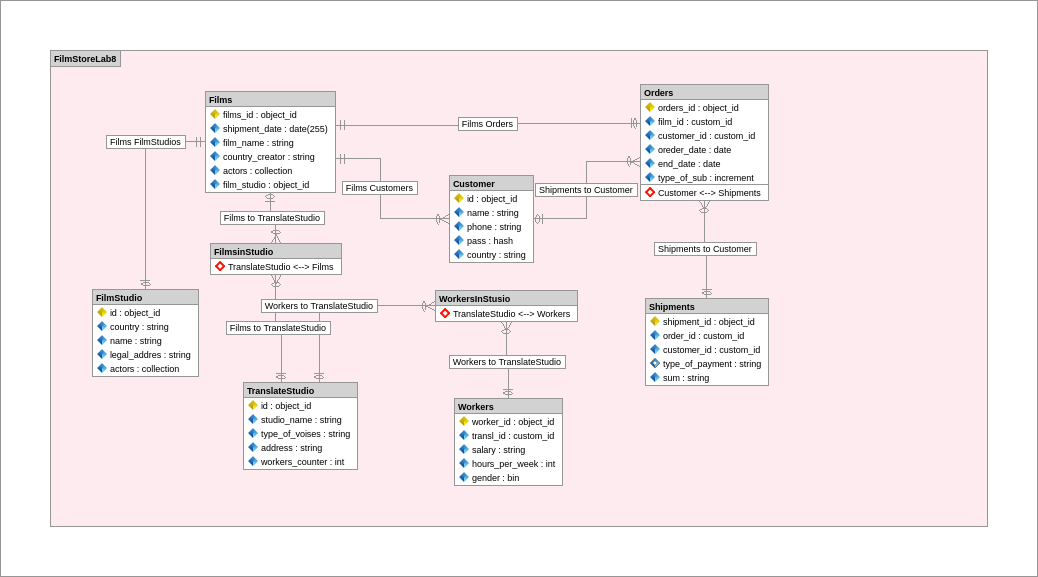 FilmStoreLab8
Films
films_id : object_id
shipment_date : date(255)
film_name : string
country_creator : string
actors : collection
film_studio : object_id
Orders
orders_id : object_id
film_id : custom_id
customer_id : custom_id
oreder_date : date
end_date : date
type_of_sub : increment
Customer <--> Shipments
Films Orders
Films FilmStudios
Films Customers
Customer
id : object_id
name : string
phone : string
pass : hash
country : string
Shipments to Customer
Films to TranslateStudio
FilmsinStudio
TranslateStudio <--> Films
Shipments to Customer
FilmStudio
id : object_id
country : string
name : string
legal_addres : string
actors : collection
Workers to TranslateStudio
Films to TranslateStudio
WorkersInStusio
TranslateStudio <--> Workers
Shipments
shipment_id : object_id
order_id : custom_id
customer_id : custom_id
type_of_payment : string
sum : string
Workers to TranslateStudio
TranslateStudio
id : object_id
studio_name : string
type_of_voises : string
address : string
workers_counter : int
Workers
worker_id : object_id
transl_id : custom_id
salary : string
hours_per_week : int
gender : bin